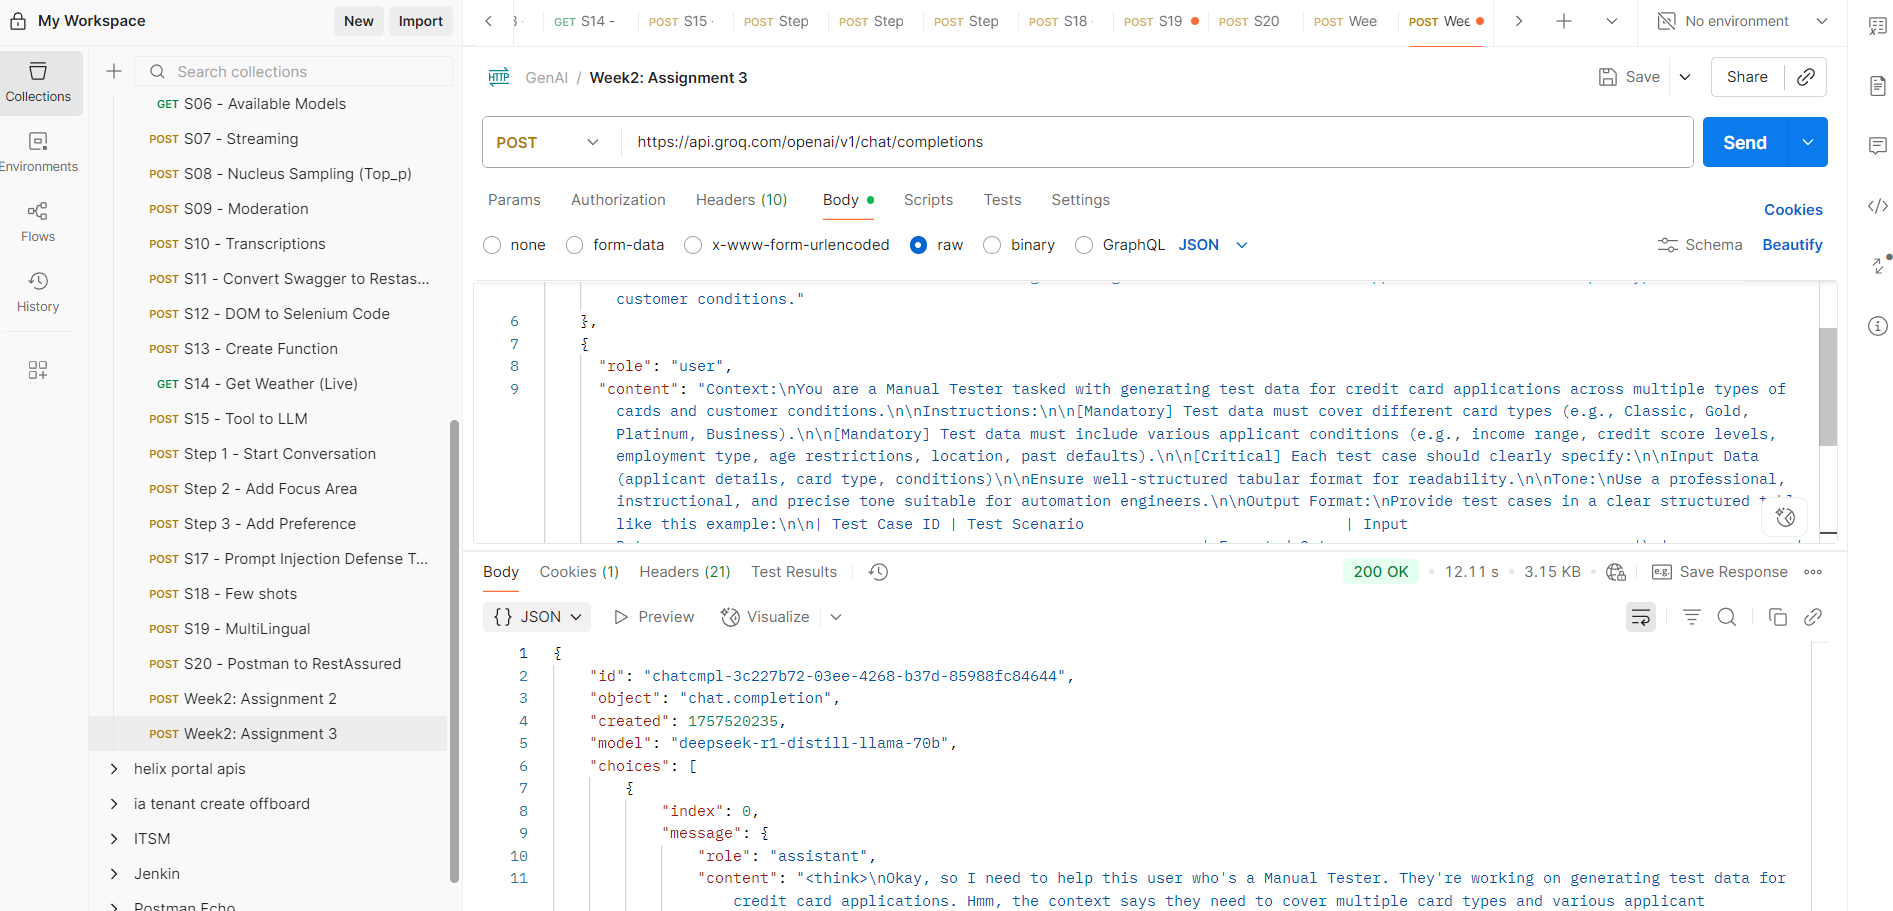 My Workspace
New
Import
GET S14 -
POST S15
POST Step
POST Step
POST Step
POST S18
POST S19
POST S20
POST Wee
POST Wee
No environment
Collections
Environments
Flows
History
Search collections
GET S06 - Available Models
POST S07 - Streaming
POST S08 - Nucleus Sampling (Top_p)
POST S09 - Moderation
POST S10 - Transcriptions
POST S11 - Convert Swagger to Restas...
POST S12 - DOM to Selenium Code
POST S13 - Create Function
GET S14 - Get Weather (Live)
POST S15 - Tool to LLM
POST Step 1 - Start Conversation
POST Step 2 - Add Focus Area
POST Step 3 - Add Preference
POST S17 - Prompt Injection Defense T...
POST S18 - Few shots
POST S19 - MultiLingual
POST S20 - Postman to RestAssured
POST Week2: Assignment 2
POST Week2: Assignment 3
helix portal apis
ia tenant create offboard
ITSM
Jenkin
Postman Echo
HTTP GenAI / Week2: Assignment 3
Save
Share
POST https://api.groq.com/openai/v1/chat/completions
Send
Params Authorization Headers (10) Body Scripts Tests Settings
Cookies
none form-data x-www-form-urlencoded raw binary GraphQL JSON
Schema Beautify
customer conditions."
6 },
7 {
8 "role": "user",
9 "content": "Context:\nYou are a Manual Tester tasked with generating test data for credit card applications across multiple types of
cards and customer conditions.\n\nInstructions:\n\n[Mandatory] Test data must cover different card types (e.g., Classic, Gold,
Platinum, Business).\n\n[Mandatory] Test data must include various applicant conditions (e.g., income range, credit score levels,
employment type, age restrictions, location, past defaults).\n\n[Critical] Each test case should clearly specify:\n\nInput Data
(applicant details, card type, conditions)\n\nEnsure well-structured tabular format for readability.\n\nTone:\nUse a professional,
instructional, and precise tone suitable for automation engineers.\n\nOutput Format:\nProvide test cases in a clear structured
like this example:\n\n| Test Case ID | Test Scenario | Input
Body Cookies (1) Headers (21) Test Results
200 OK • 12.11 s • 3.15 KB • e.g. Save Response
{} JSON Preview Visualize
1 {
2 "id": "chatcmpl-3c227b72-03ee-4268-b37d-85988fc84644",
3 "object": "chat.completion",
4 "created": 1757520235,
5 "model": "deepseek-r1-distill-llama-70b",
6 "choices": [
7 {
8 "index": 0,
9 "message": {
10 "role": "assistant",
11 "content": "<think>\nOkay, so I need to help this user who's a Manual Tester. They're working on generating test data for
credit card applications. Hmm, the context says they need to cover multiple card types and various applicant